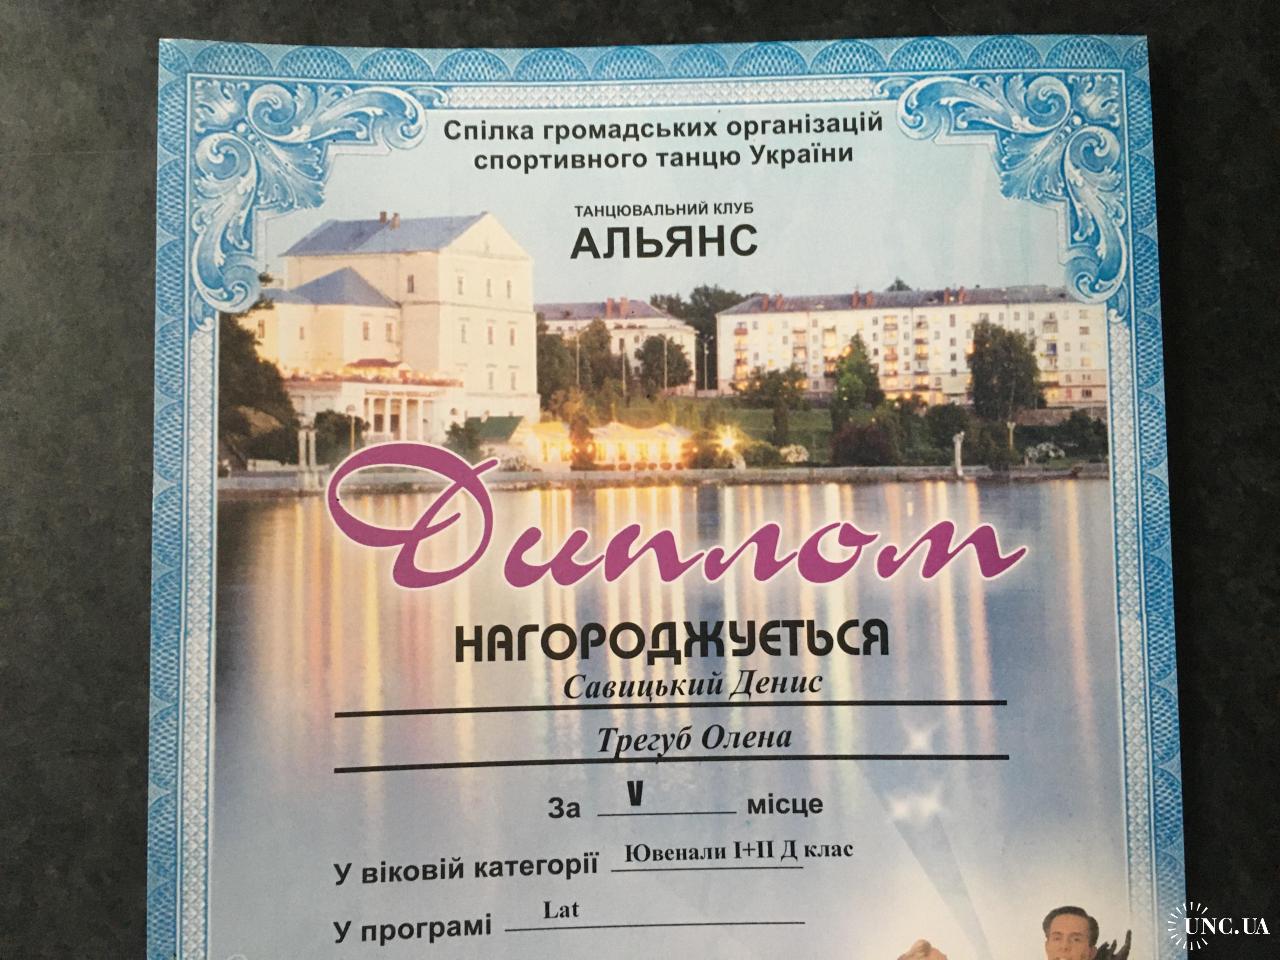 Спілка громадських організацій
спортивного танцю України
ТАНЦЮВАЛЬНИЙ КЛУБ
АЛЬЯНС
Диплом
НАГОРОДЖУЄТЬСЯ
Савицький Денис
Трегуб Олена
За V місце
У віковій категорії Ювенали I+II Д клас
У програмі Lat
UNC.UA